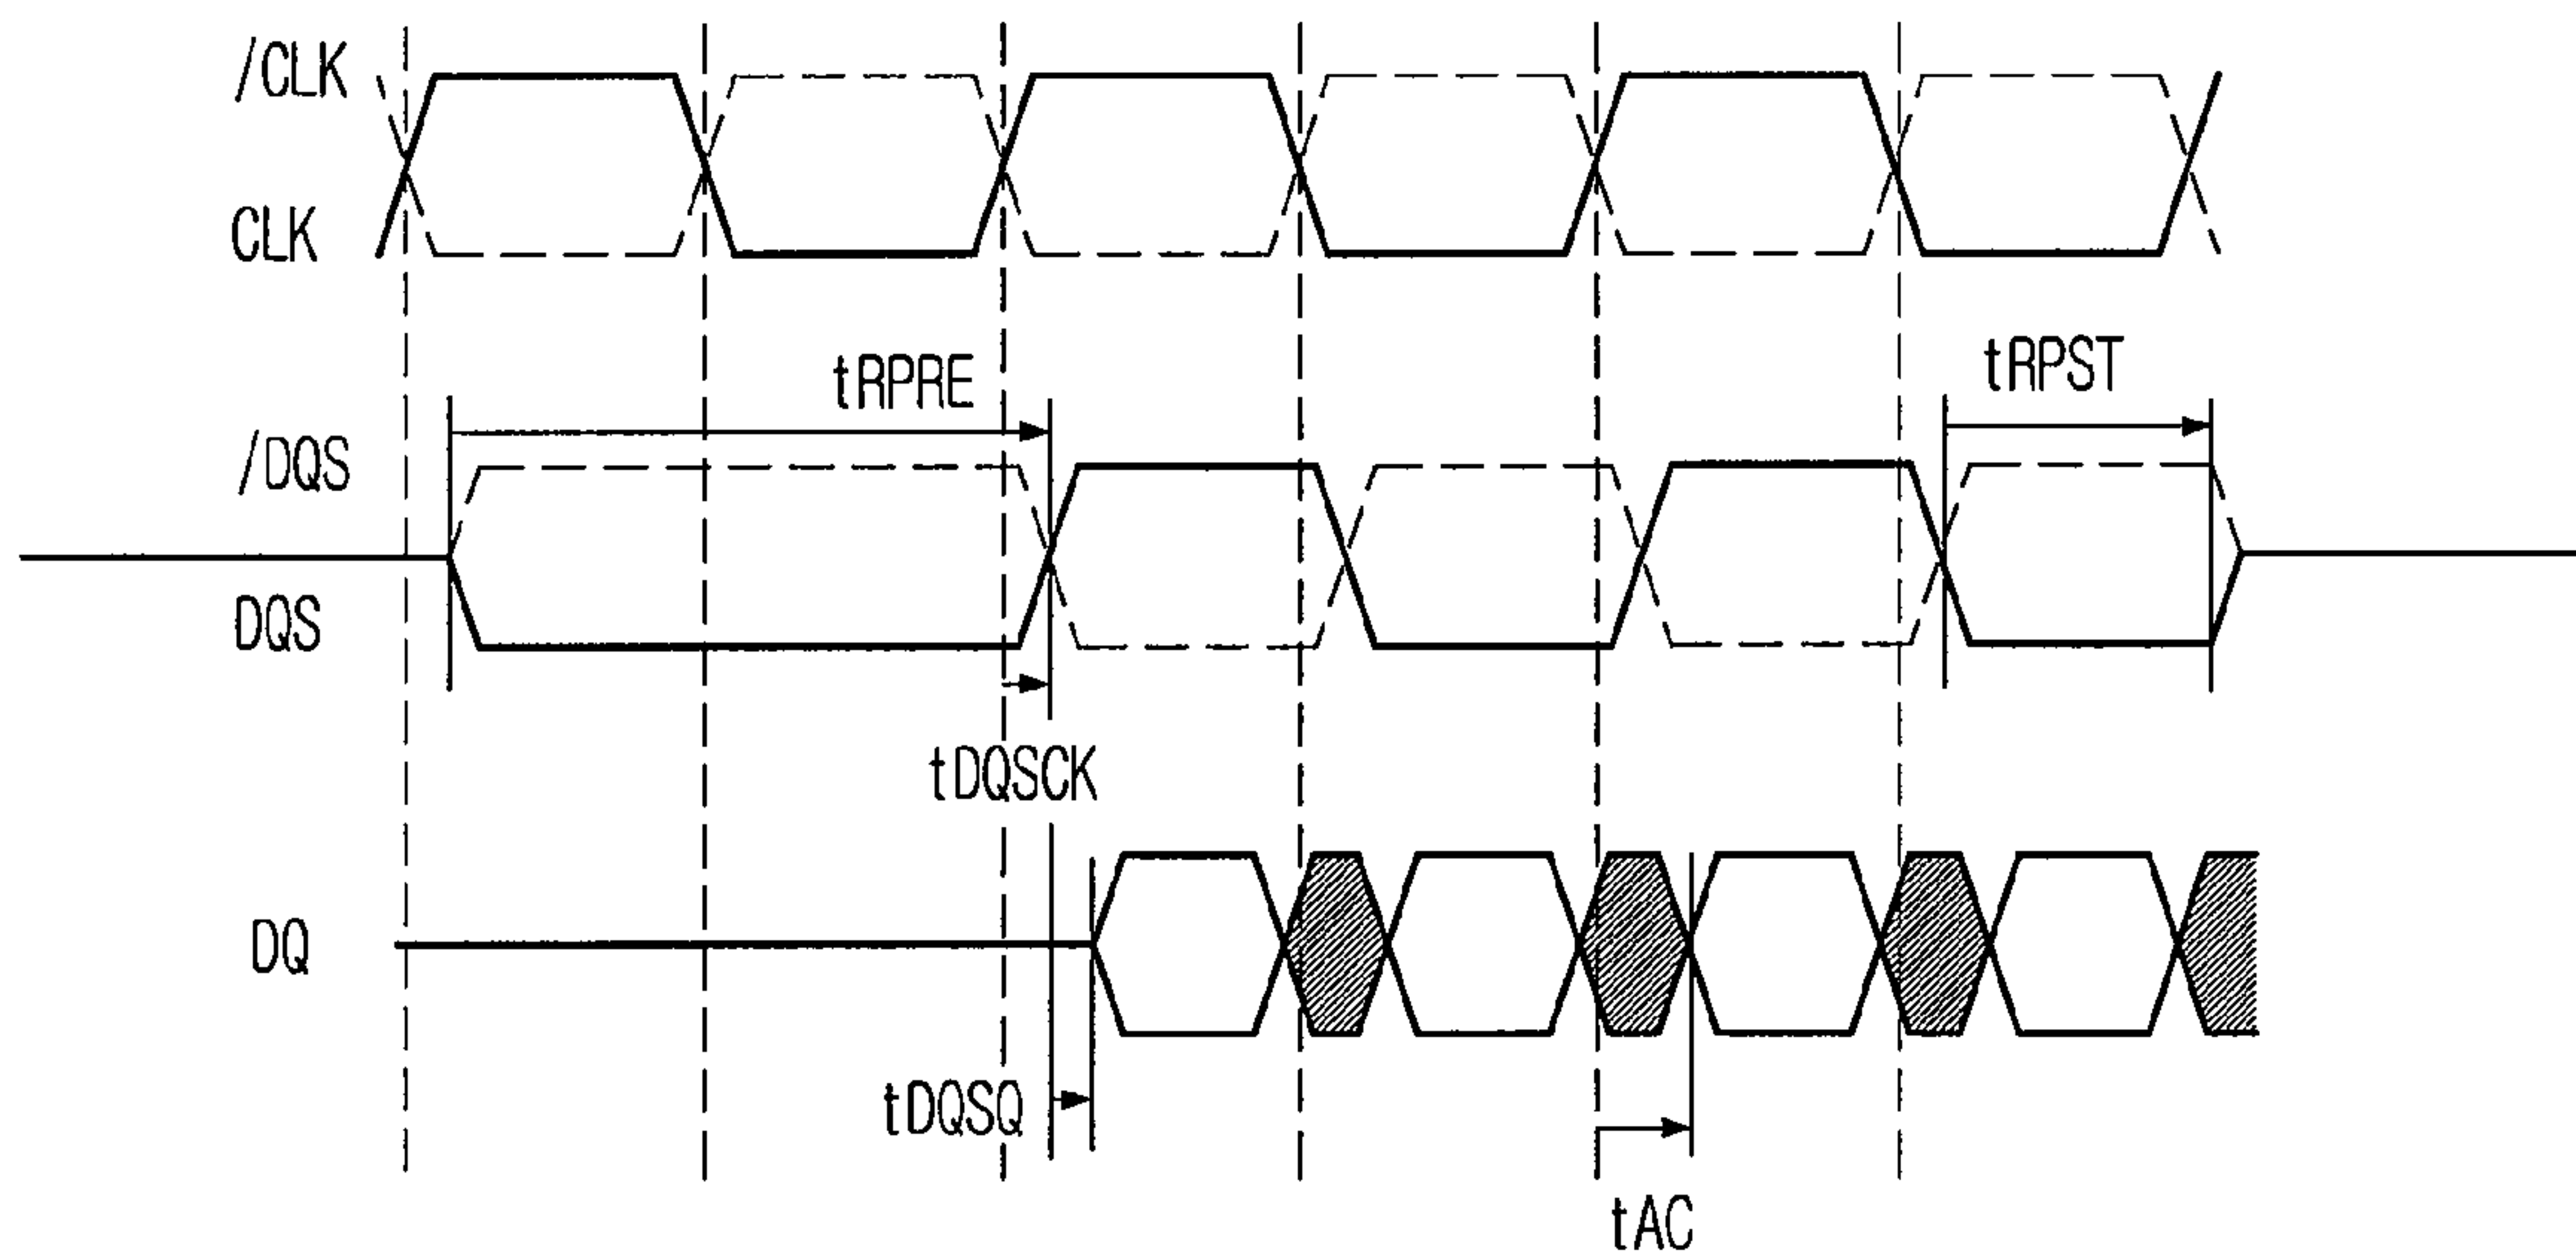 /CLK
CLK
tRPRE
tRPST
/DQS
DQS
tDQSCK
DQ
tDQSQ
tAC